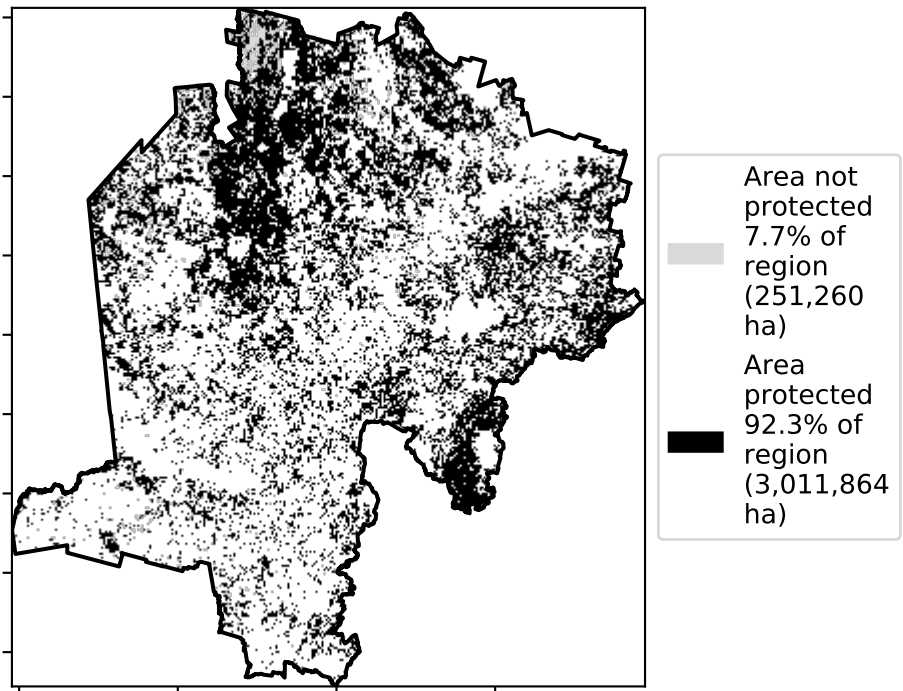 Area not
protected
7.7% of
region
(251,260
ha)
Area
protected
92.3% of
region
(3,011,864
ha)